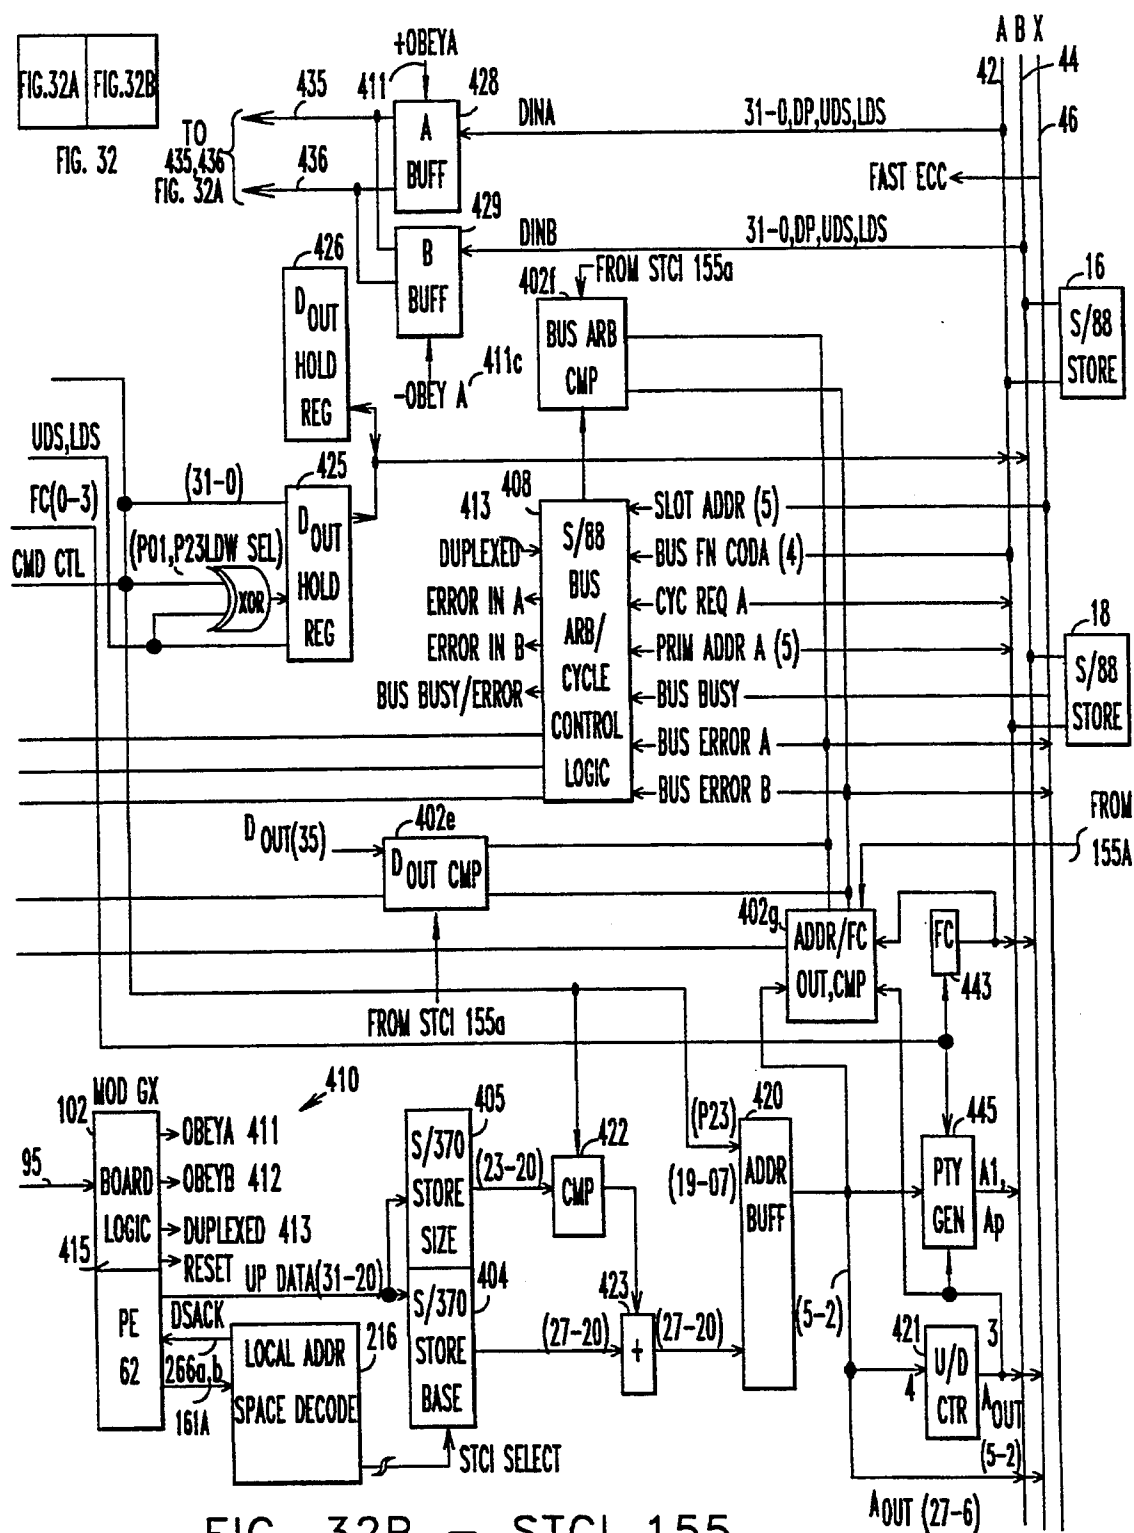 FIG.32A FIG.32B
FIG. 32
+OBEYA
411
435
428
A
BUFF
DINA
31-0,DP,UDS,LDS
A B X
42
44
46
TO
435,436
FIG. 32A
436
FAST ECC
429
B
BUFF
DINB
31-0,DP,UDS,LDS
-OBEY A
411c
426
D OUT
HOLD
REG
FROM STCI 155a
402f
BUS ARB
CMP
16
S/88
STORE
UDS,LDS
FC(0-3)
CMD CTL
(31-0)
(P01,P23LDW SEL)
XOR
425
D OUT
HOLD
REG
408
S/88
BUS
ARB/
CYCLE
CONTROL
LOGIC
413
DUPLEXED
ERROR IN A
ERROR IN B
BUS BUSY/ERROR
SLOT ADDR (5)
BUS FN CODA (4)
CYC REQ A
PRIM ADDR A (5)
BUS BUSY
BUS ERROR A
BUS ERROR B
18
S/88
STORE
FROM
155A
D OUT(35)
402e
D OUT CMP
FROM STCI 155a
402g
ADDR/FC
OUT,CMP
FC
443
MOD GX
410
102
95
BOARD
LOGIC
OBEYA 411
OBEYB 412
DUPLEXED 413
RESET
415
UP DATA(31-20)
PE
62
DSACK
266a,b
161A
LOCAL ADDR
SPACE DECODE
216
405
S/370
STORE
SIZE
(23-20)
404
S/370
STORE
BASE
STCI SELECT
422
CMP
423
+
(27-20)
(27-20)
(P23)
(19-07)
420
ADDR
BUFF
(5-2)
445
PTY
GEN
A1,
Ap
421
U/D
CTR
3
4
A OUT
(5-2)
A OUT (27-6)
FIG. 32B - STCI 155